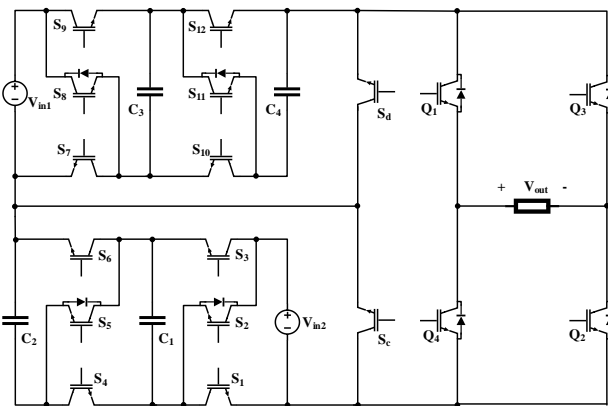 S9
S12
+
−
Vin1
S8
C3
S11
C4
Sd
Q1
Q3
S7
S10
+ Vout -
S6
S3
C2
S5
C1
S2
+
−
Vin2
Sc
Q4
Q2
S4
S1